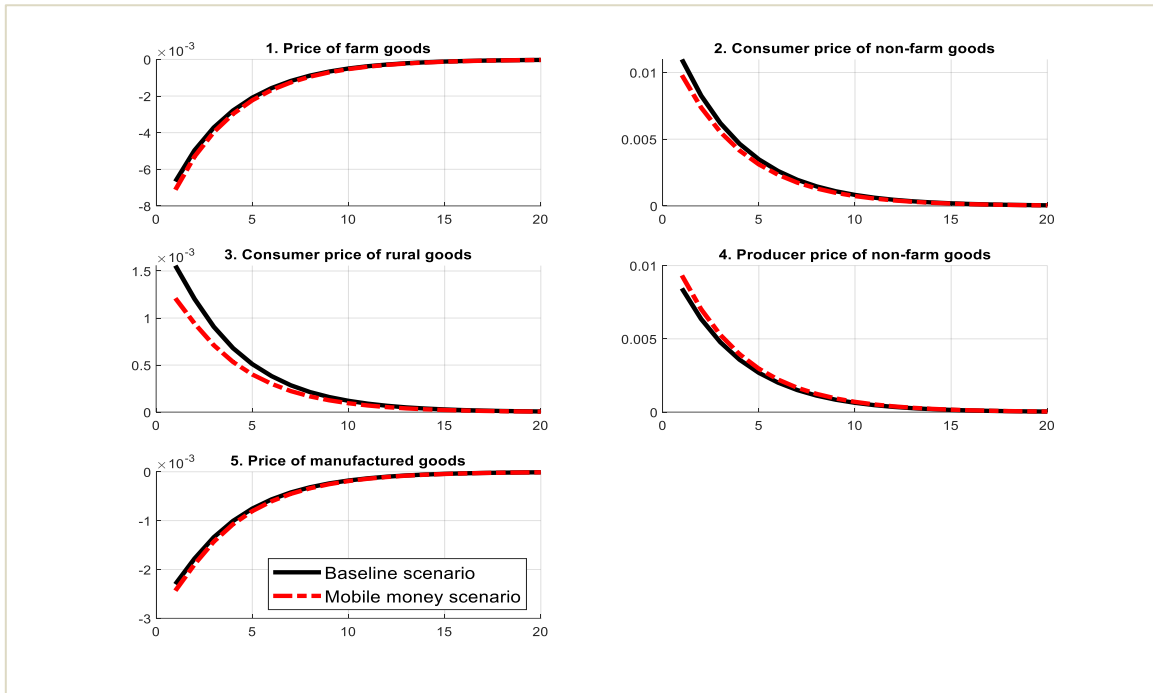 1. Price of farm goods
×10⁻³
0
-2
-4
-6
-8
0 5 10 15 20
2. Consumer price of non-farm goods
0.01
0.005
0
0 5 10 15 20
3. Consumer price of rural goods
×10⁻³
1.5
1
0.5
0
0 5 10 15 20
4. Producer price of non-farm goods
0.01
0.005
0
0 5 10 15 20
5. Price of manufactured goods
×10⁻³
0
-1
-2
-3
0 5 10 15 20
Baseline scenario
Mobile money scenario